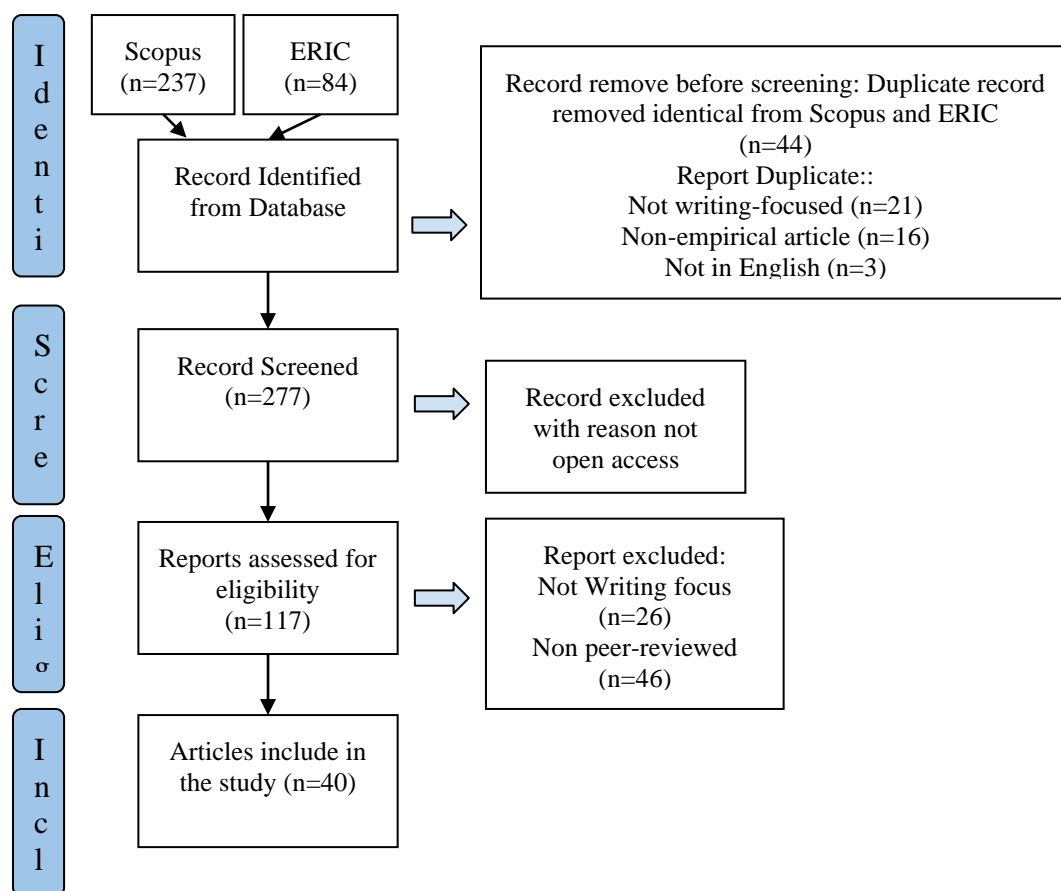 I
d
e
n
t
i
Scopus
(n=237)
ERIC
(n=84)
Record Identified
from Database
Record remove before screening: Duplicate record
removed identical from Scopus and ERIC
(n=44)
Report Duplicate::
Not writing-focused (n=21)
Non-empirical article (n=16)
Not in English (n=3)
S
c
r
e
Record Screened
(n=277)
Record excluded
with reason not
open access
E
l
i
g
Reports assessed for
eligibility
(n=117)
Report excluded:
Not Writing focus
(n=26)
Non peer-reviewed
(n=46)
I
n
c
l
Articles include in
the study (n=40)